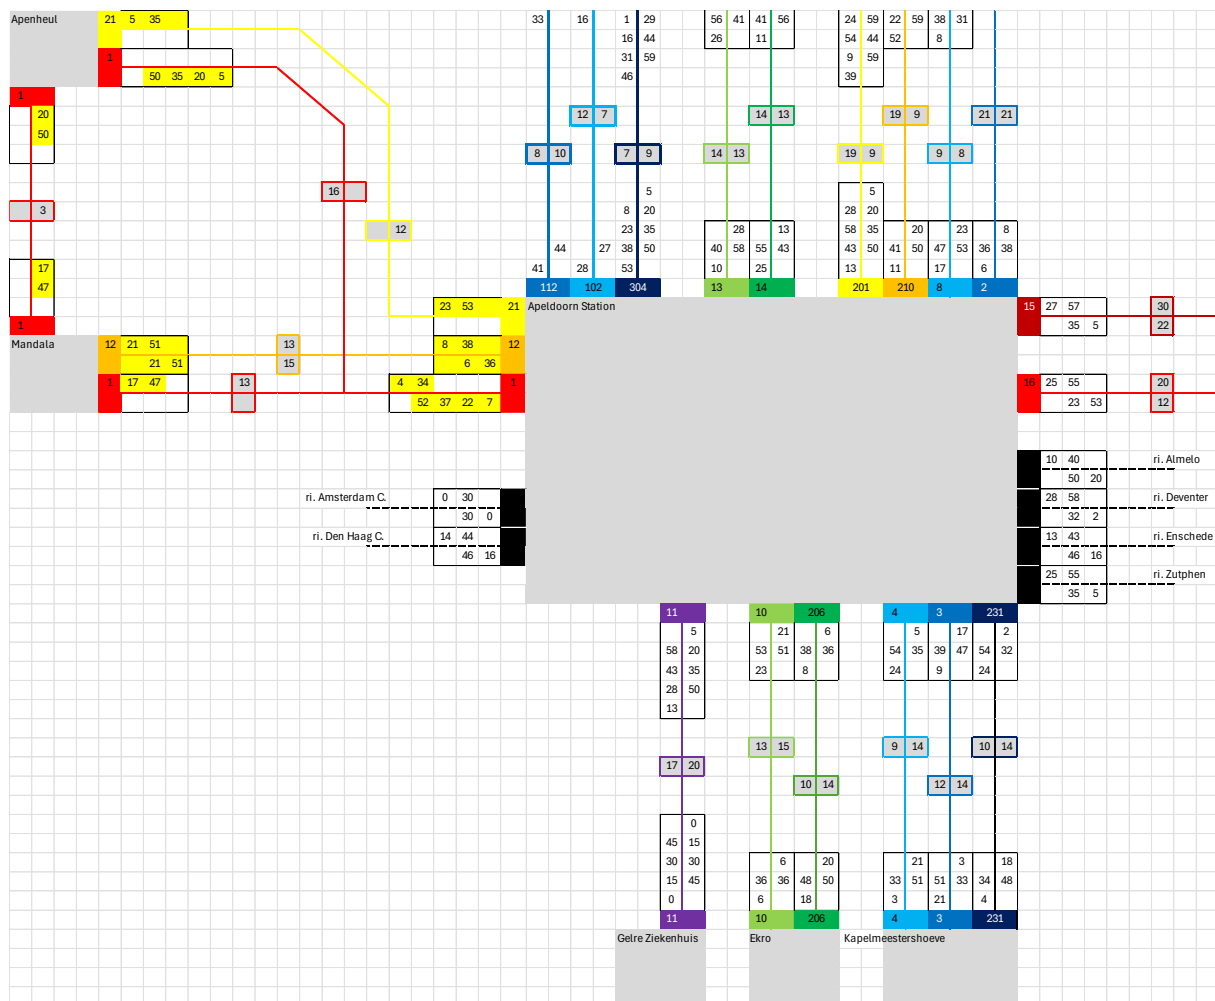 Apenheul 21 5 35 33 16 1 29 56 41 41 56 24 59 22 59 38 31
16 44 26 11 54 44 52 8
1 31 59 9 59
50 35 20 5 46 39
1
20 12 7 14 13 19 9 21 21
50
8 10 7 9 14 13 19 9 9 8
16 5 5
3 8 20 28 20
12 23 35 28 13 58 35 20 23 8
44 27 38 50 40 58 55 43 43 50 41 50 47 53 36 38
17 41 28 53 10 25 13 11 17 6
47 112 102 304 13 14 201 210 8 2
23 53 21 Apeldoorn Station 15 27 57 30
1 35 5 22
Mandala 12 21 51 13 8 38 12
21 51 15 6 36
1 17 47 13 4 34 1 16 25 55 20
52 37 22 7 23 53 12
10 40 ri. Almelo
50 20
ri. Amsterdam C. 0 30 28 58 ri. Deventer
30 0 32 2
ri. Den Haag C. 14 44 13 43 ri. Enschede
46 16 46 16
25 55 ri. Zutphen
35 5
11 10 206 4 3 231
5 21 6 5 17 2
58 20 53 51 38 36 54 35 39 47 54 32
43 35 23 8 24 9 24
28 50
13
13 15 9 14 10 14
17 20
10 14 12 14
0
45 15
30 30 6 20 21 3 18
15 45 36 36 48 50 33 51 51 33 34 48
0 6 18 3 21 4
11 10 206 4 3 231
Gelre Ziekenhuis Ekro Kapelmeestershoeve